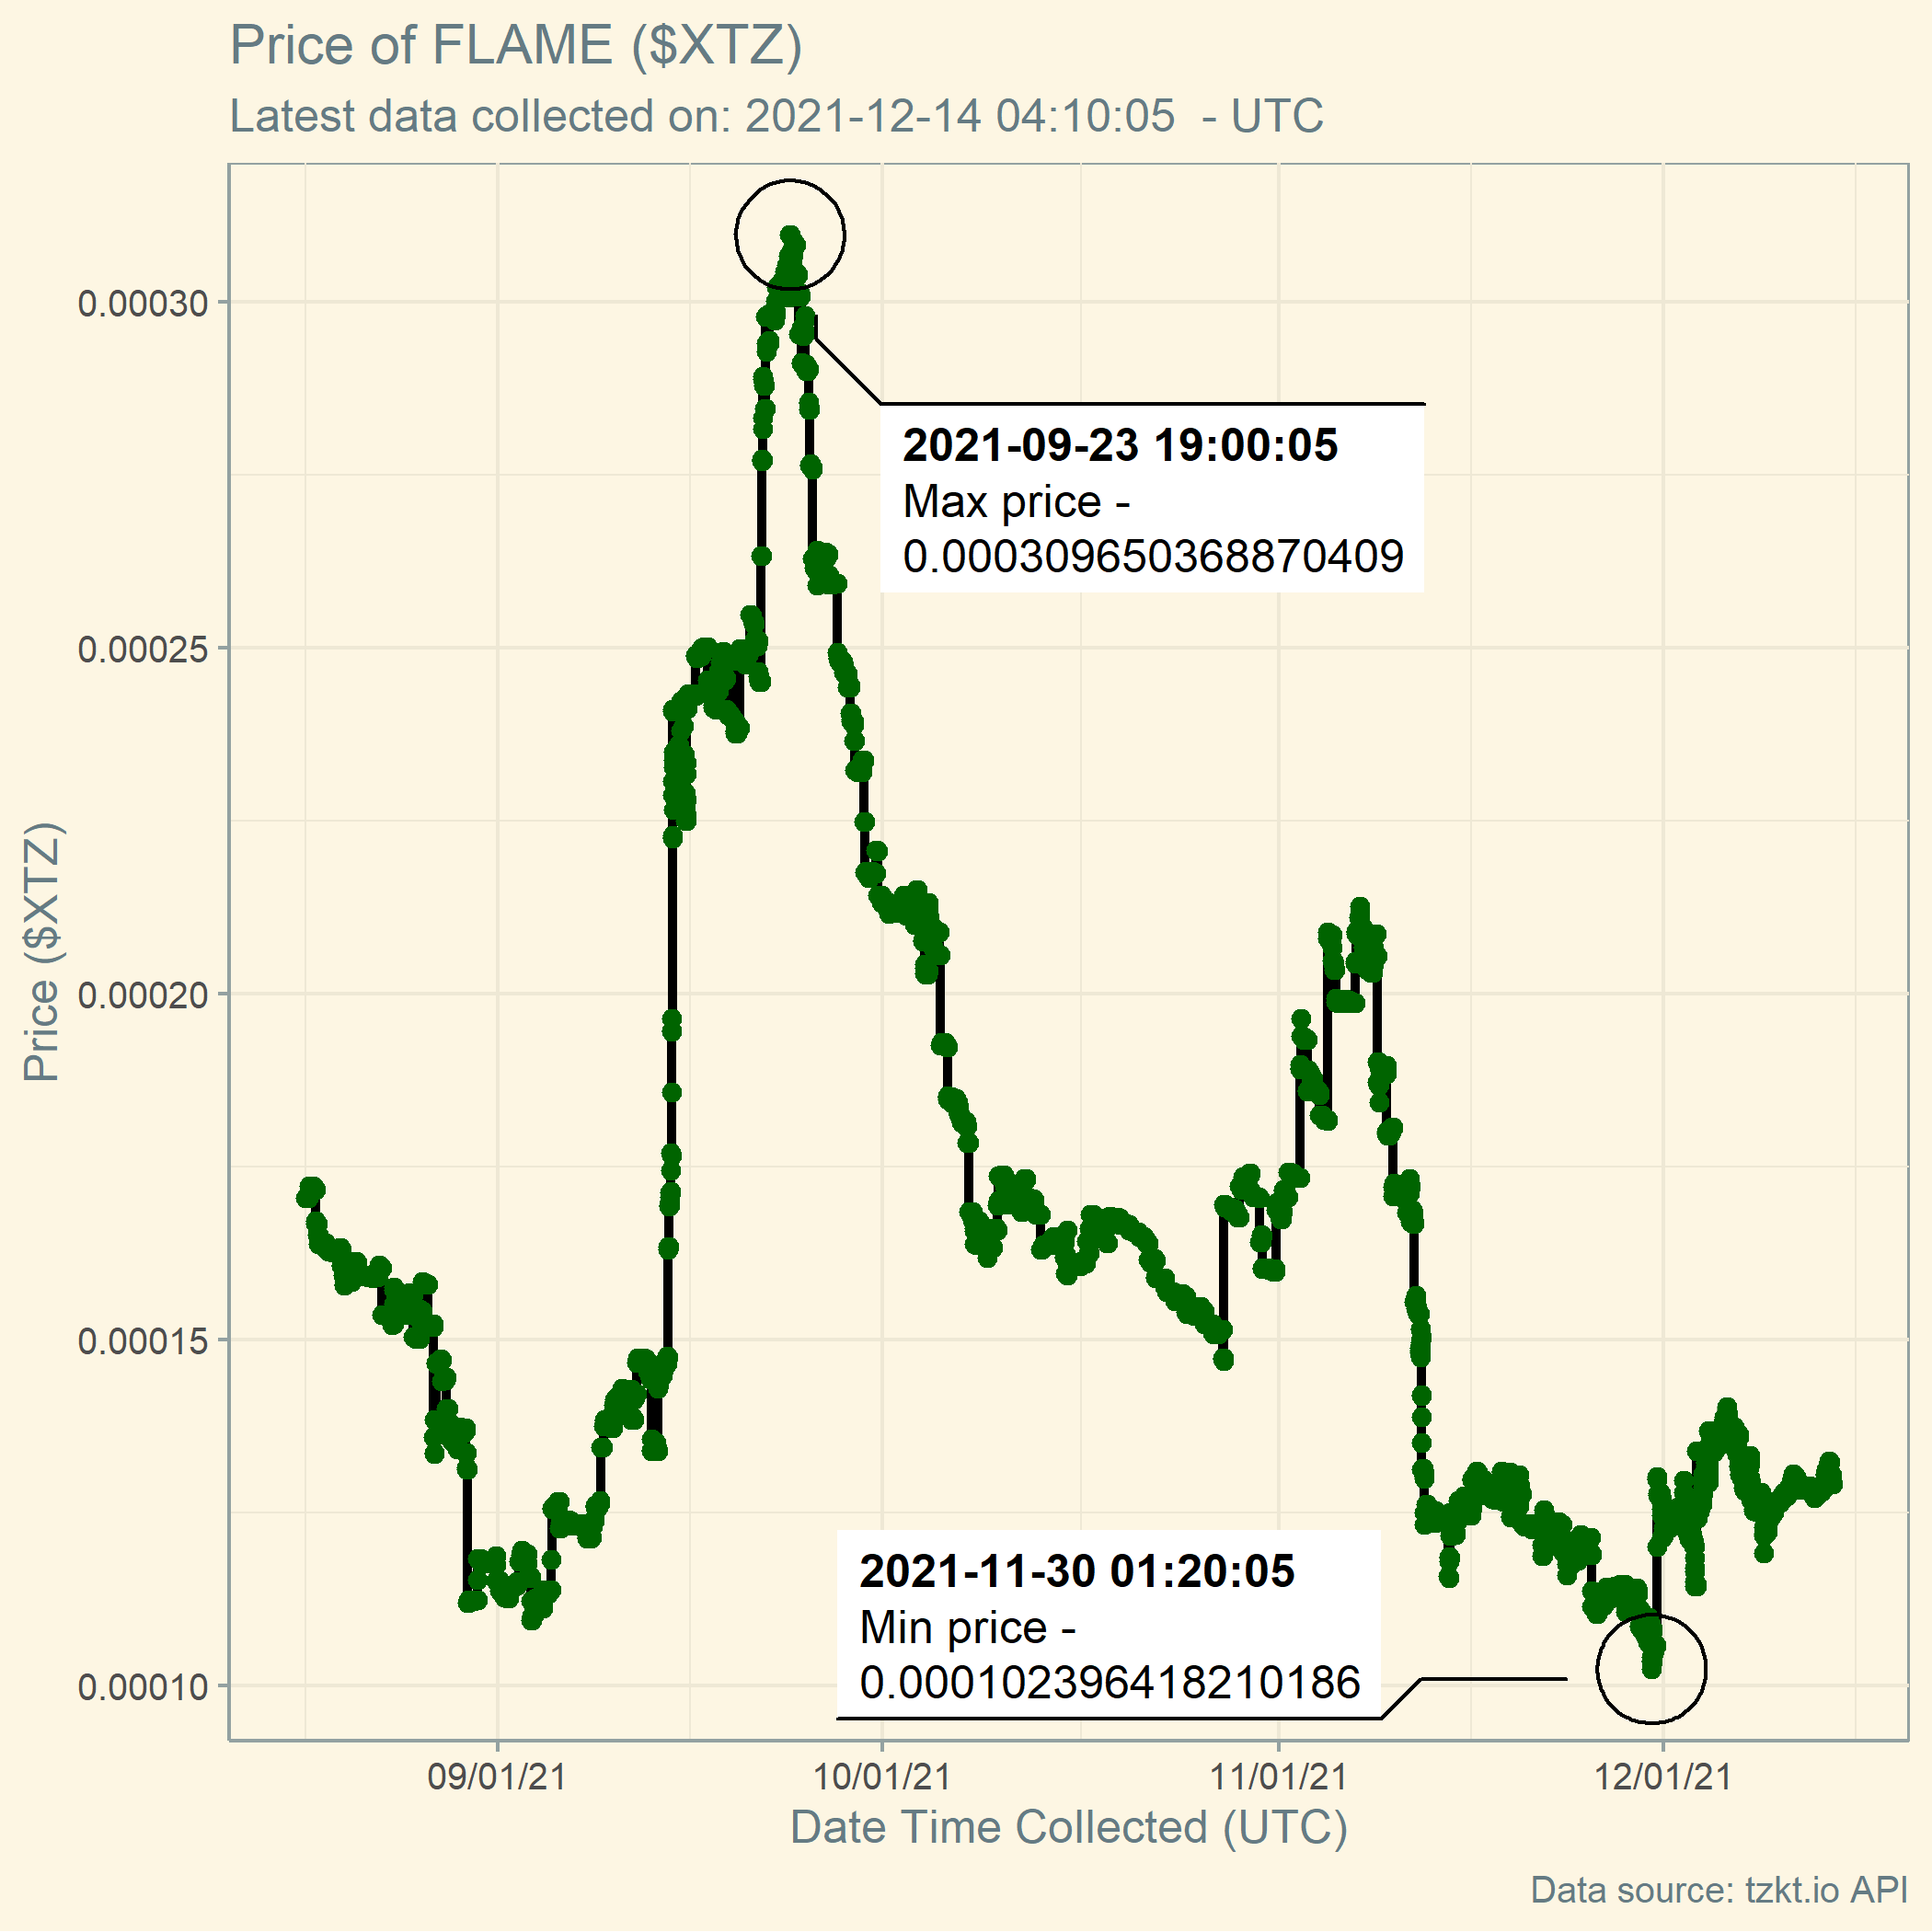 Price of FLAME ($XTZ)
Latest data collected on: 2021-12-14 04:10:05  - UTC
Price ($XTZ)
0.00030
0.00025
0.00020
0.00015
0.00010
2021-09-23 19:00:05
Max price -
0.000309650368870409
2021-11-30 01:20:05
Min price -
0.000102396418210186
09/01/21
10/01/21
11/01/21
12/01/21
Date Time Collected (UTC)
Data source: tzkt.io API